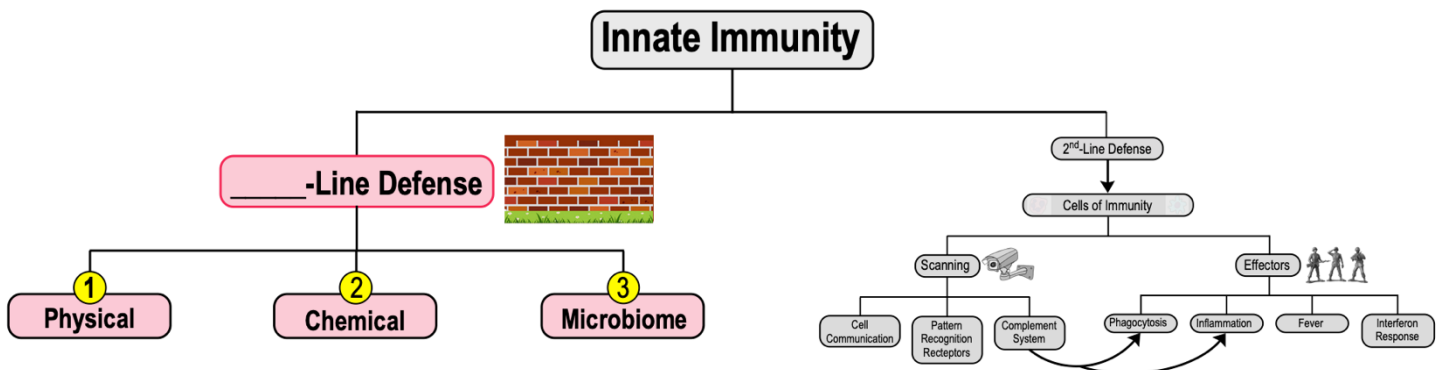 Innate Immunity
_____-Line Defense
2nd-Line Defense
Cells of Immunity
1
2
3
Physical
Chemical
Microbiome
Scanning
Effectors
Cell
Communication
Pattern
Recognition
Recteptors
Complement
System
Phagocytosis
Inflammation
Fever
Interferon
Response